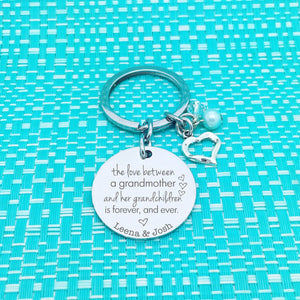 the love between
a grandmother
and her grandchildren
is forever, and ever.
Leena & Josh